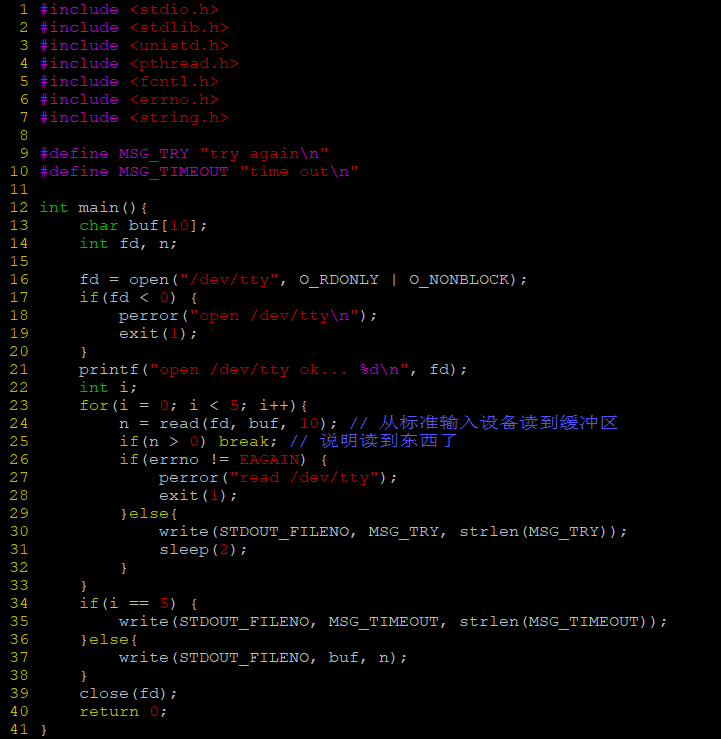 1 #include <stdio.h>
2 #include <stdlib.h>
3 #include <unistd.h>
4 #include <pthread.h>
5 #include <fcntl.h>
6 #include <errno.h>
7 #include <string.h>
8
9 #define MSG_TRY "try again\n"
10 #define MSG_TIMEOUT "time out\n"
11
12 int main(){
13     char buf[10];
14     int fd, n;
15
16     fd = open("/dev/tty", O_RDONLY | O_NONBLOCK);
17     if(fd < 0) {
18         perror("open /dev/tty\n");
19         exit(1);
20     }
21     printf("open /dev/tty ok... %d\n", fd);
22     int i;
23     for(i = 0; i < 5; i++){
24         n = read(fd, buf, 10); // 从标准输入设备读到缓冲区
25         if(n > 0) break; // 说明读到东西了
26         if(errno != EAGAIN) {
27             perror("read /dev/tty");
28             exit(1);
29         }else{
30             write(STDOUT_FILENO, MSG_TRY, strlen(MSG_TRY));
31             sleep(2);
32         }
33     }
34     if(i == 5) {
35         write(STDOUT_FILENO, MSG_TIMEOUT, strlen(MSG_TIMEOUT));
36     }else{
37         write(STDOUT_FILENO, buf, n);
38     }
39     close(fd);
40     return 0;
41 }